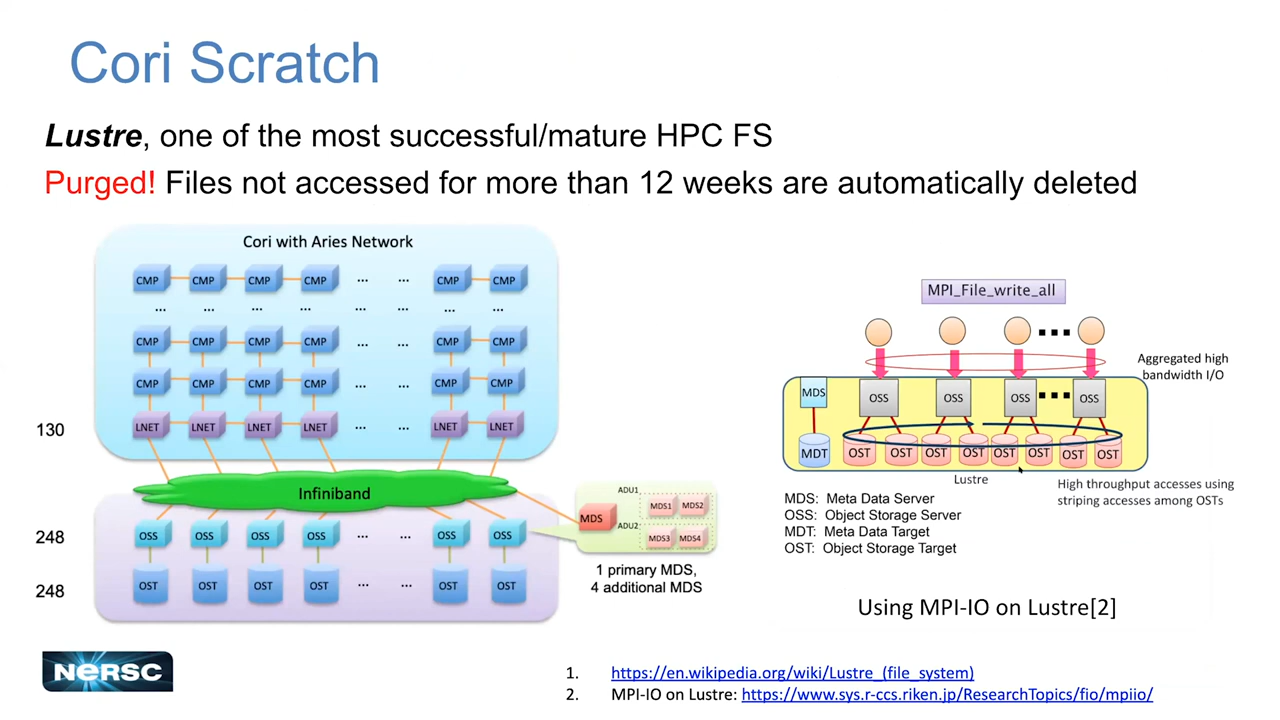 Cori Scratch
Lustre, one of the most successful/mature HPC FS
Purged! Files not accessed for more than 12 weeks are automatically deleted
Cori with Aries Network
CMP CMP CMP CMP ... ... CMP CMP
... ... ... ... ... ... ... ...
CMP CMP CMP CMP ... ... CMP CMP
CMP CMP CMP CMP ... ... CMP CMP
130 LNET LNET LNET LNET ... ... LNET LNET
Infiniband
248 OSS OSS OSS OSS ... ... OSS OSS
248 OST OST OST OST ... ... OST OST
MDS
ADU1
MDS1 MDS2
ADU2
MDS3 MDS4
1 primary MDS,
4 additional MDS
MPI_File_write_all
Aggregated high
bandwidth I/O
MDS OSS OSS OSS OSS
MDT OST OST OST OST OST OST OST OST
Lustre
High throughput accesses using
striping accesses among OSTs
MDS: Meta Data Server
OSS: Object Storage Server
MDT: Meta Data Target
OST: Object Storage Target
Using MPI-IO on Lustre[2]
NERSC
1. https://en.wikipedia.org/wiki/Lustre_(file_system)
2. MPI-IO on Lustre: https://www.sys.r-ccs.riken.jp/ResearchTopics/fio/mpiio/